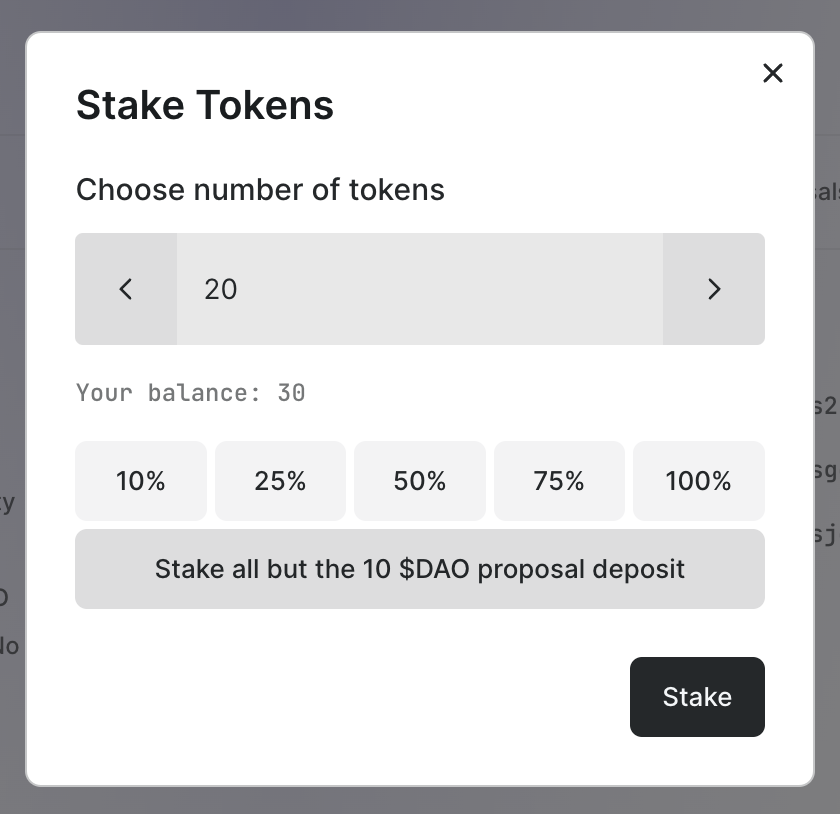 Stake Tokens
Choose number of tokens
20
Your balance: 30
10% 25% 50% 75% 100%
Stake all but the 10 $DAO proposal deposit
Stake